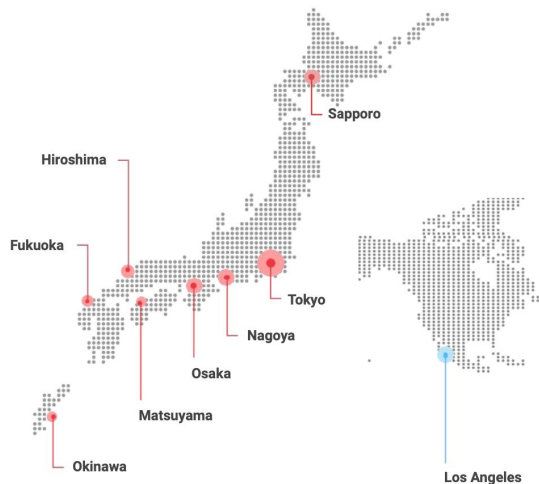 Sapporo
Hiroshima
Fukuoka
Tokyo
Nagoya
Osaka
Matsuyama
Okinawa
Los Angeles